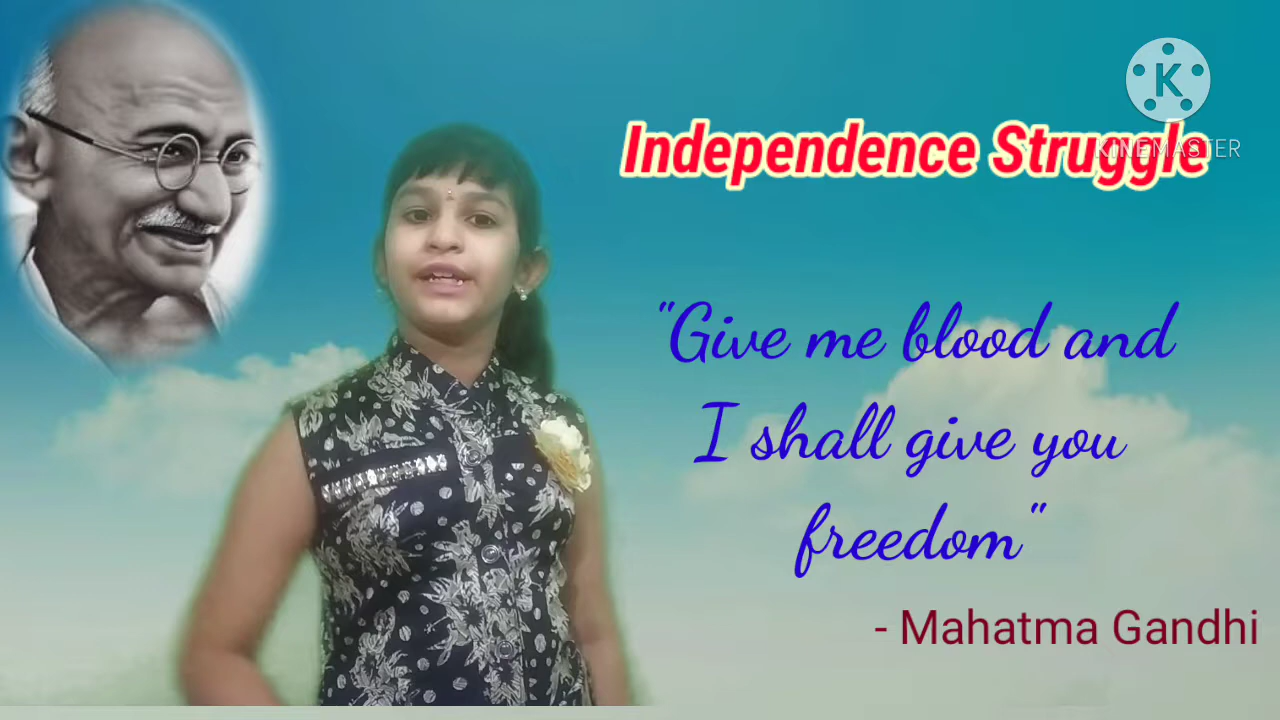 K
KINEMASTER
Independence Struggle
"Give me blood and
I shall give you
freedom"
- Mahatma Gandhi